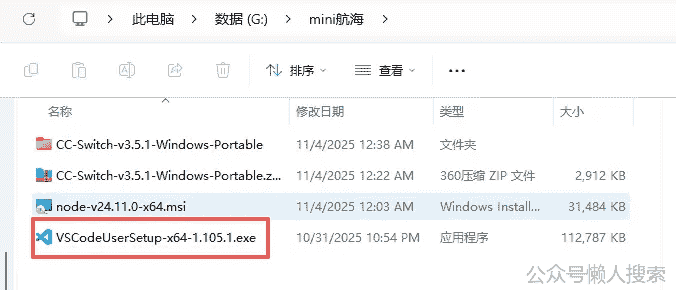 此电脑 > 数据 (G:) > mini航海 >
排序 查看 ...
名称 修改日期 类型 大小
CC-Switch-v3.5.1-Windows-Portable 11/4/2025 12:38 AM 文件夹
CC-Switch-v3.5.1-Windows-Portable.z... 11/4/2025 12:38 AM 360压缩 ZIP 文件 2,912 KB
node-v24.11.0-x64.msi 11/4/2025 12:03 AM Windows Install... 31,484 KB
VSCodeUserSetup-x64-1.105.1.exe 10/31/2025 10:54 PM 应用程序 112,787 KB
公众号懒人搜索